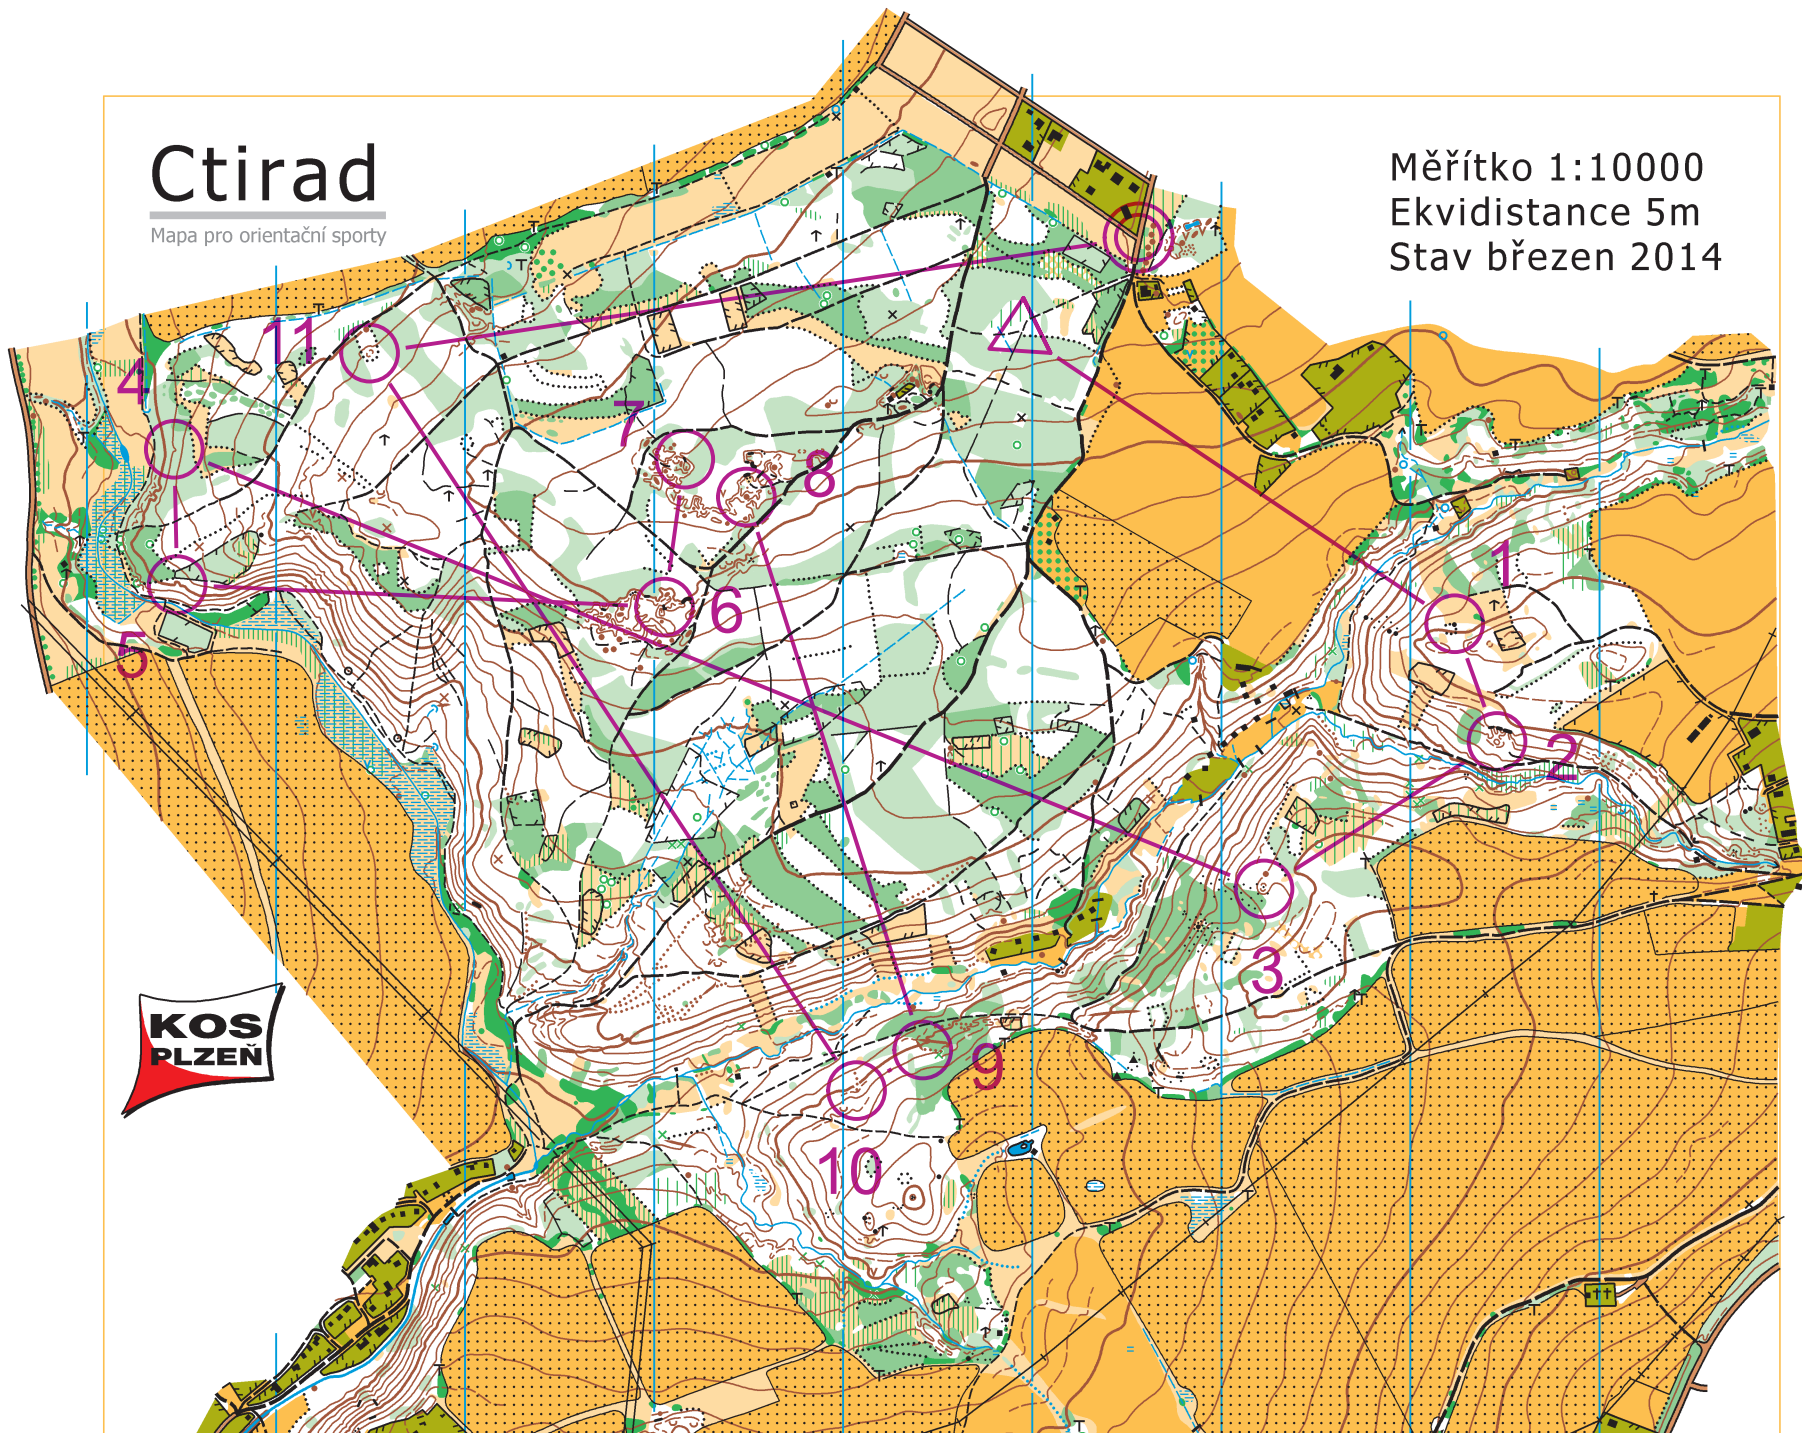 Ctirad
Mapa pro orientační sporty
Měřítko 1:10000
Ekvidistance 5m
Stav březen 2014
11
4
7
8
1
6
5
2
3
KOS
PLZEŇ
9
10